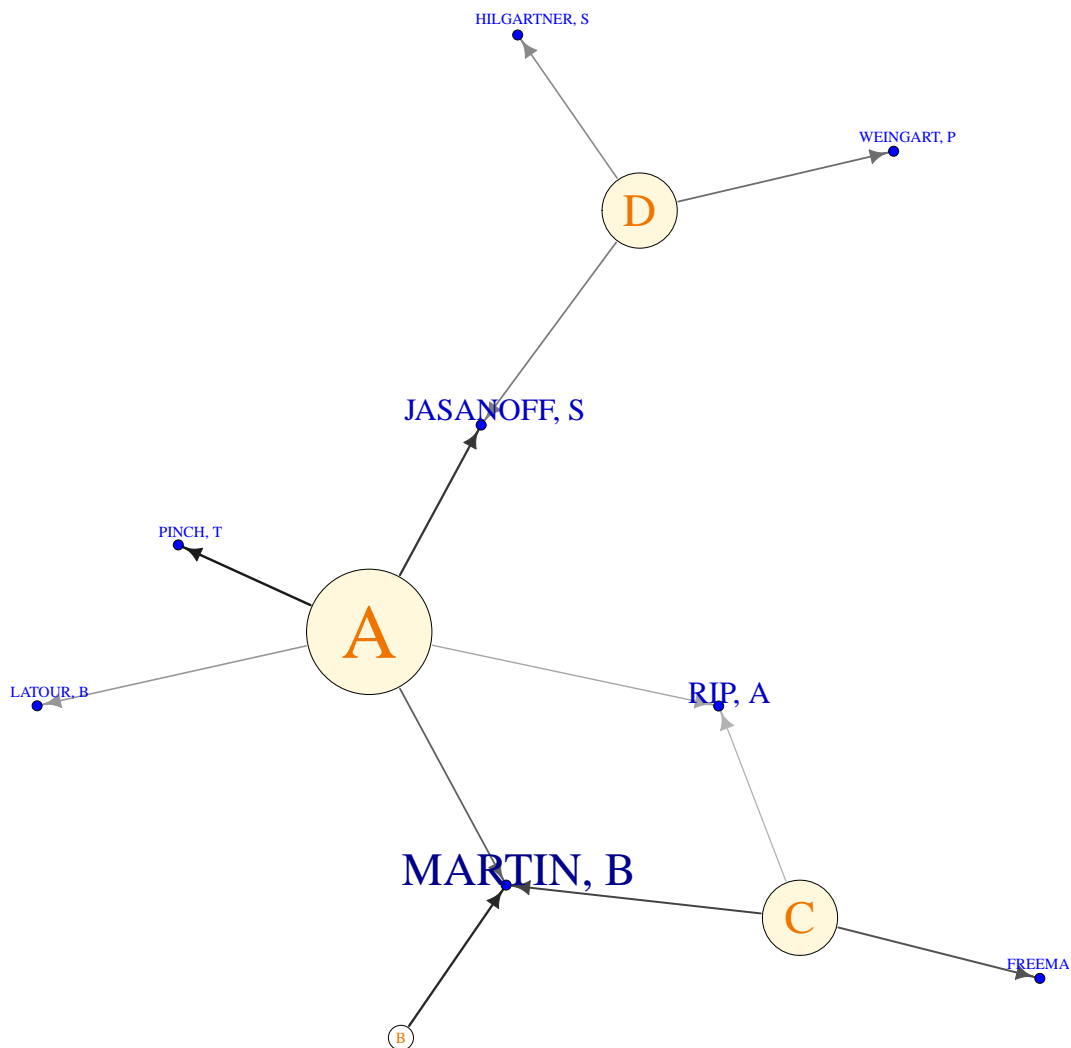 HILGARTNER, S
WEINGART, P
D
JASANOFF, S
PINCH, T
A
LATOUR, B
RIP, A
MARTIN, B
C
FREEMA
B